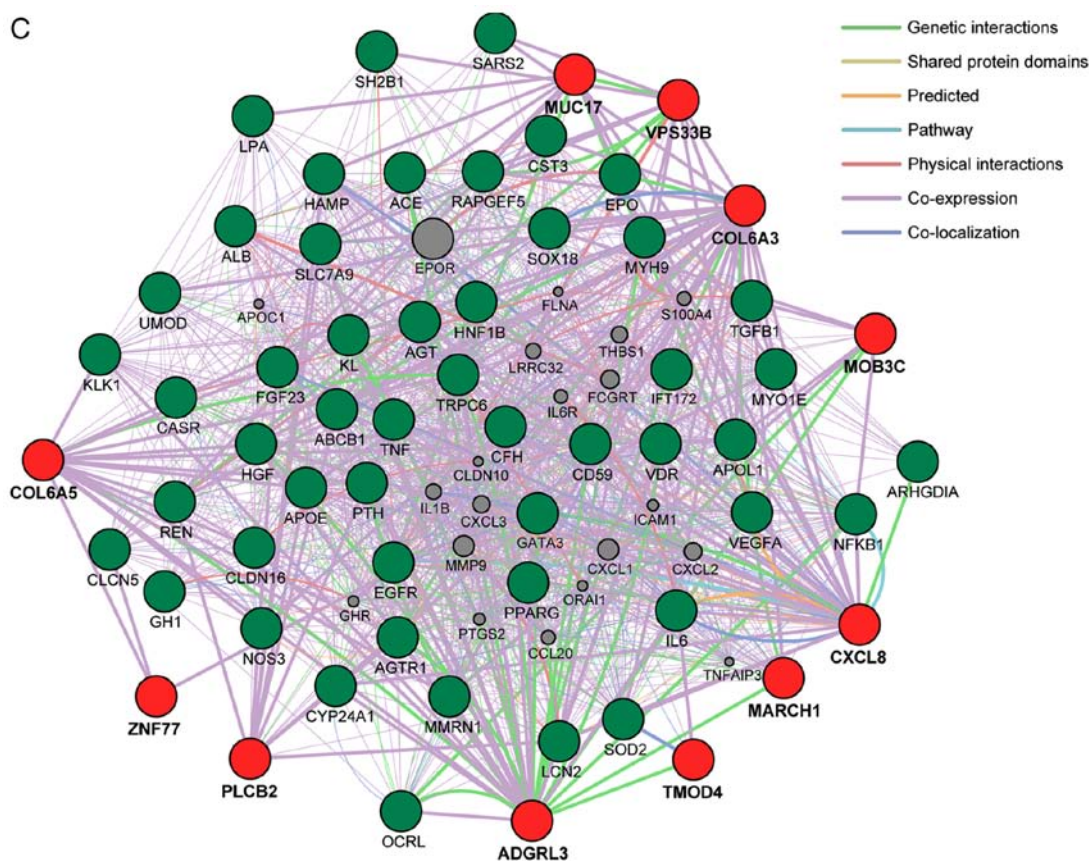 C
Genetic interactions
Shared protein domains
Predicted
Pathway
Physical interactions
Co-expression
Co-localization
SARS2
SH2B1
MUC17
VPS33B
LPA
CST3
HAMP
ACE
RAPGEF5
EPO
COL6A3
ALB
SLC7A9
EPOR
SOX18
MYH9
UMOD
APOC1
FLNA
S100A4
TGFB1
KLK1
KL
AGT
HNF1B
THBS1
LRRC32
MOB3C
CASR
FGF23
TRPC6
FCGRT
IFT172
MYO1E
IL6R
ABCB1
TNF
CFH
HGF
COL6A5
CLDN10
CD59
VDR
APOL1
ARHGDIA
REN
APOE
PTH
IL1B
CXCL3
GATA3
ICAM1
VEGFA
NFKB1
CLCN5
CLDN16
EGFR
MMP9
CXCL1
CXCL2
GH1
GHR
PPARG
ORAI1
IL6
NOS3
AGTR1
PTGS2
CCL20
TNFAIP3
CXCL8
MARCH1
ZNF77
CYP24A1
MMRN1
LCN2
SOD2
PLCB2
TMOD4
OCRL
ADGRL3